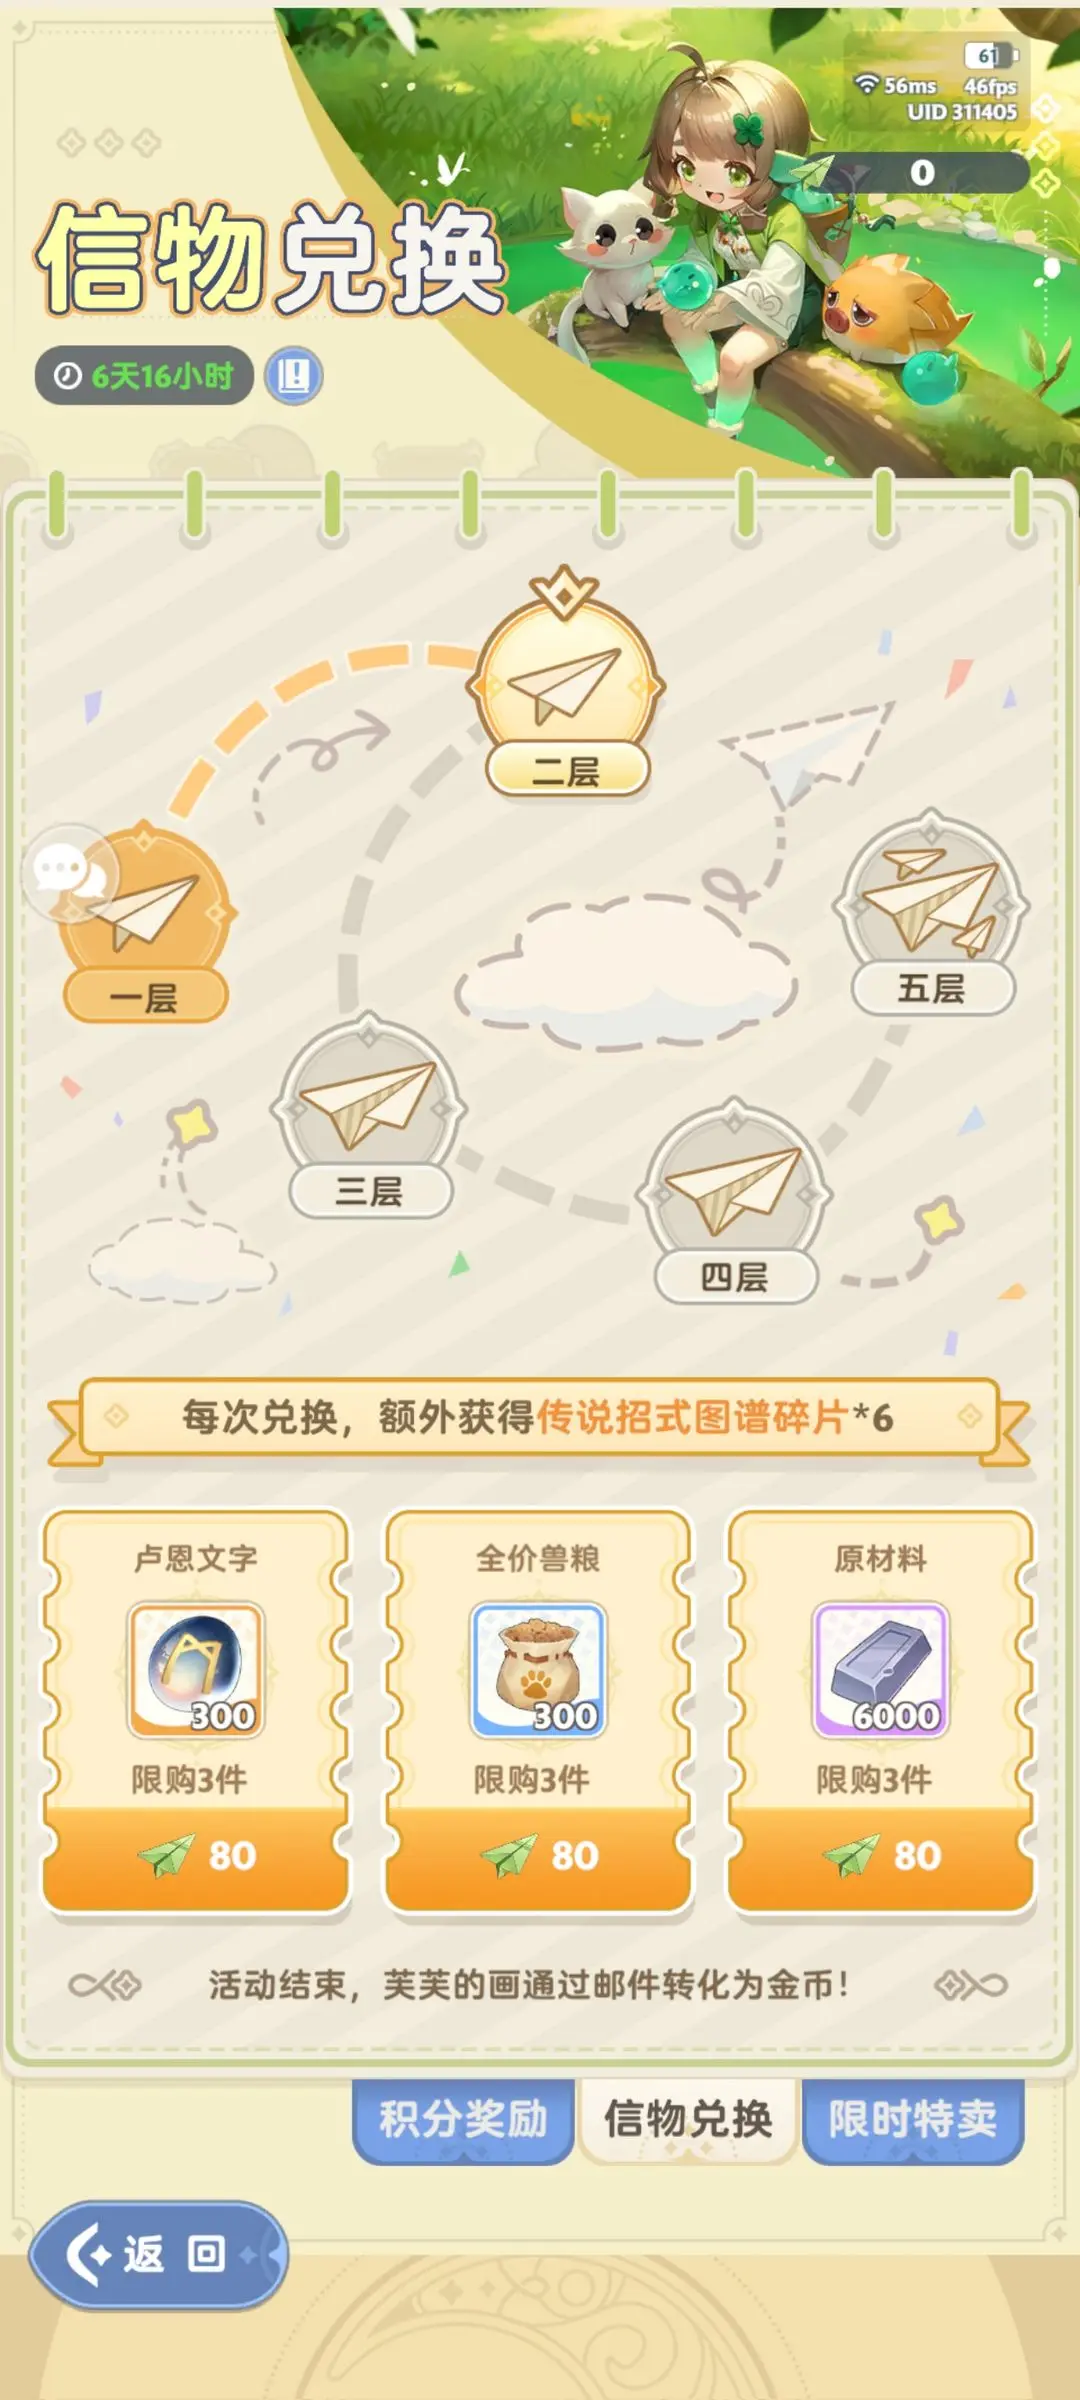 61
56ms 46fps
UID 311405
0
信物兑换
6天16小时
二层
一层
五层
三层
四层
每次兑换，额外获得传说招式图谱碎片*6
卢恩文字
全价兽粮
原材料
300
300
6000
限购3件
限购3件
限购3件
80
80
80
活动结束，芙芙的画通过邮件转化为金币！
积分奖励
信物兑换
限时特卖
返回